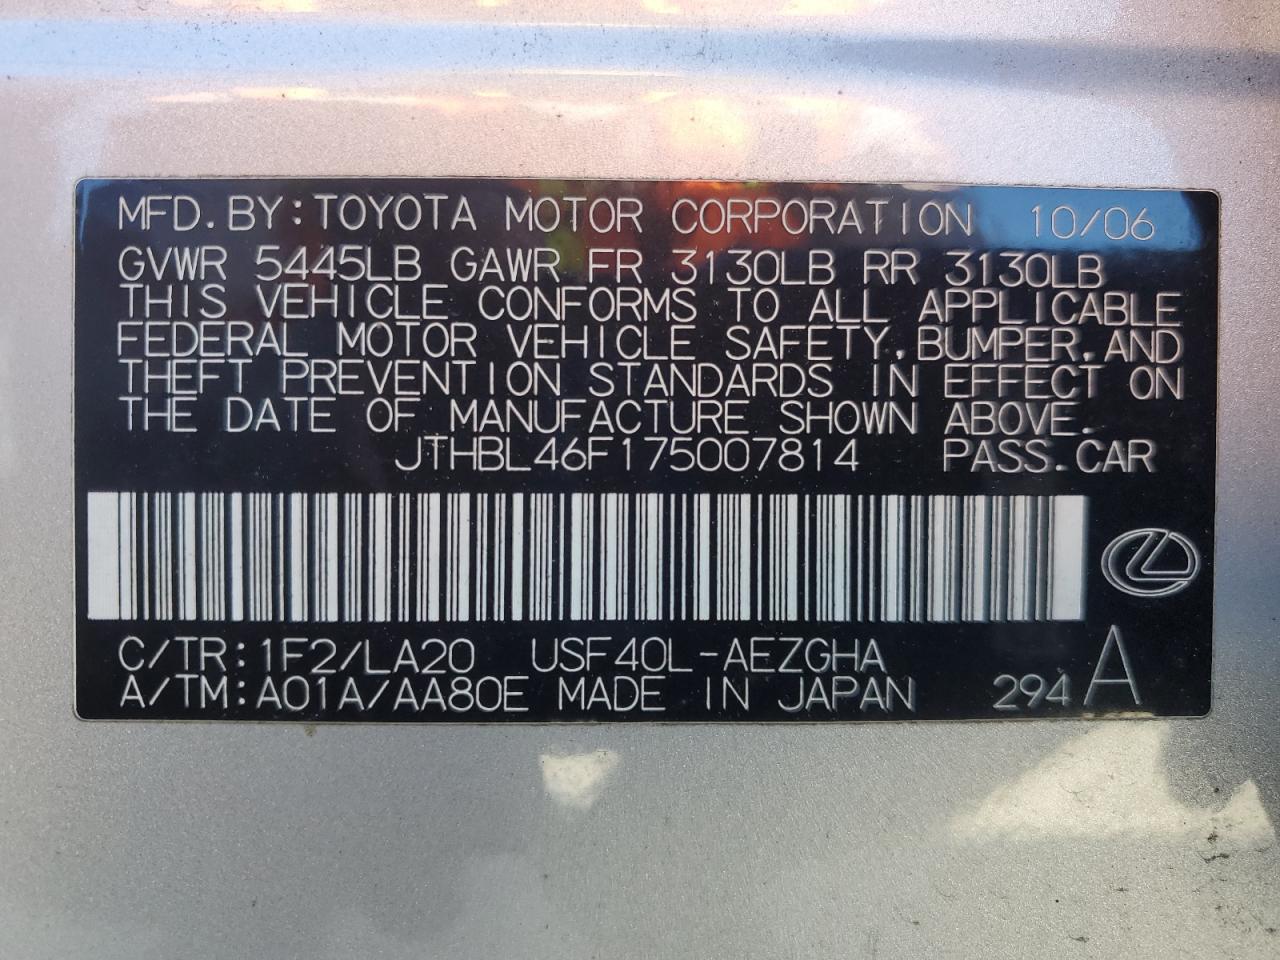 MFD.BY:TOYOTA MOTOR CORPORATION 10/06
GVWR 5445LB GAWR FR 3130LB RR 3130LB
THIS VEHICLE CONFORMS TO ALL APPLICABLE
FEDERAL MOTOR VEHICLE SAFETY,BUMPER,AND
THEFT PREVENTION STANDARDS IN EFFECT ON
THE DATE OF MANUFACTURE SHOWN ABOVE.
JTHBL46F175007814 PASS.CAR
C/TR:1F2/LA20 USF40L-AEZGHA
A/TM:A01A/AA80E MADE IN JAPAN 294 A